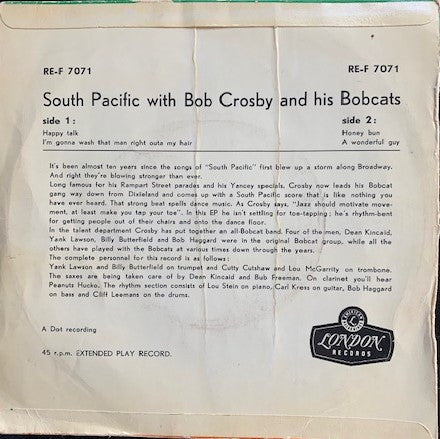 RE-F 7071
RE-F 7071
South Pacific with Bob Crosby and his Bobcats
side 1 :
side 2 :
Happy talk
Honey bun
I'm gonna wash that man right outa my hair
A wonderful guy
It's been almost ten years since the songs of "South Pacific" first blew up a storm along Broadway.
And right they're blowing stronger than ever.
Long famous for his Rampart Street parades and his Yancey specials, Crosby now leads his Bobcat
gang way down from Dixieland and comes up with a South Pacific score that is like nothing you
have ever heard. That strong beat spells dance music. As Crosby says, "Jazz should motivate move-
ment, at least make you tap your toe". In this EP he isn't settling for toe-tapping ; he's rhythm-bent
for getting people out of their chairs and onto the dance floor.
In the talent department Crosby has put together an all-Bobcat band. Four of the men, Dean Kincaid,
Yank Lawson, Billy Butterfield and Bob Haggard were in the original Bobcat group, while all the
others have played with the Bobcats at various times down through the years.
The complete personnel for this record is as follows :
Yank Lawson and Billy Butterfield on trumpet and Cutty Cutshaw and Lou McGarrity on trombone.
The saxes are being taken care of by Dean Kincaid and Bub Freeman. On clarinet you'll hear
Peanuts Hucko. The rhythm section consists of Lou Stein on piano, Carl Kress on guitar, Bob Haggard
on bass and Cliff Leemans on the drums.
A Dot recording
45 r.p.m. EXTENDED PLAY RECORD.
LONDON
RECORDS